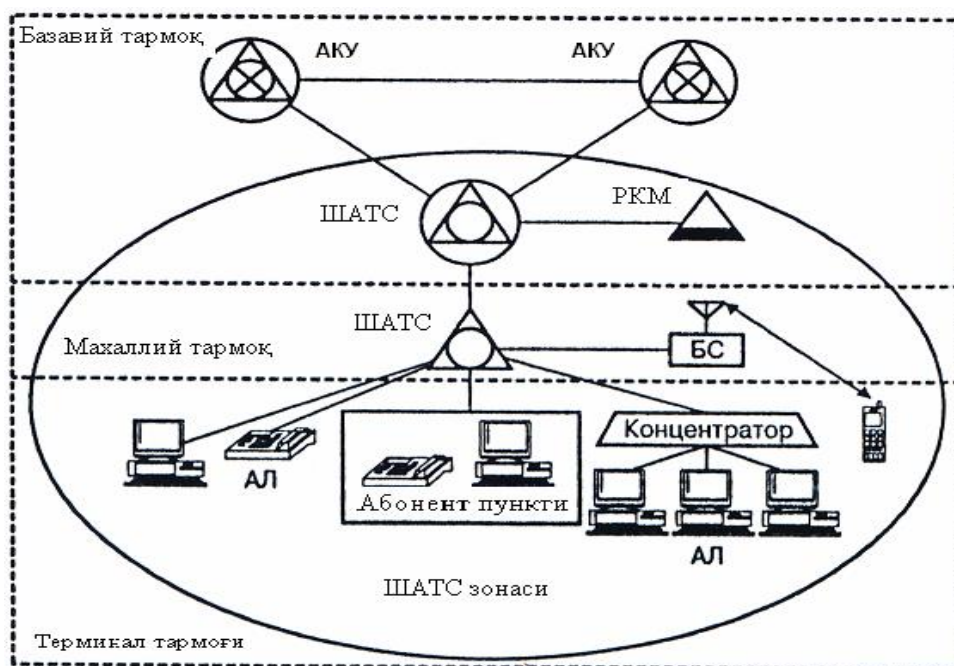 Базавий тармоқ
АКУ
АКУ
ШАТС
РКМ
ШАТС
Махаллий тармоқ
БС
АЛ
Абонент пункти
Концентратор
АЛ
ШАТС зонаси
Терминал тармоғи